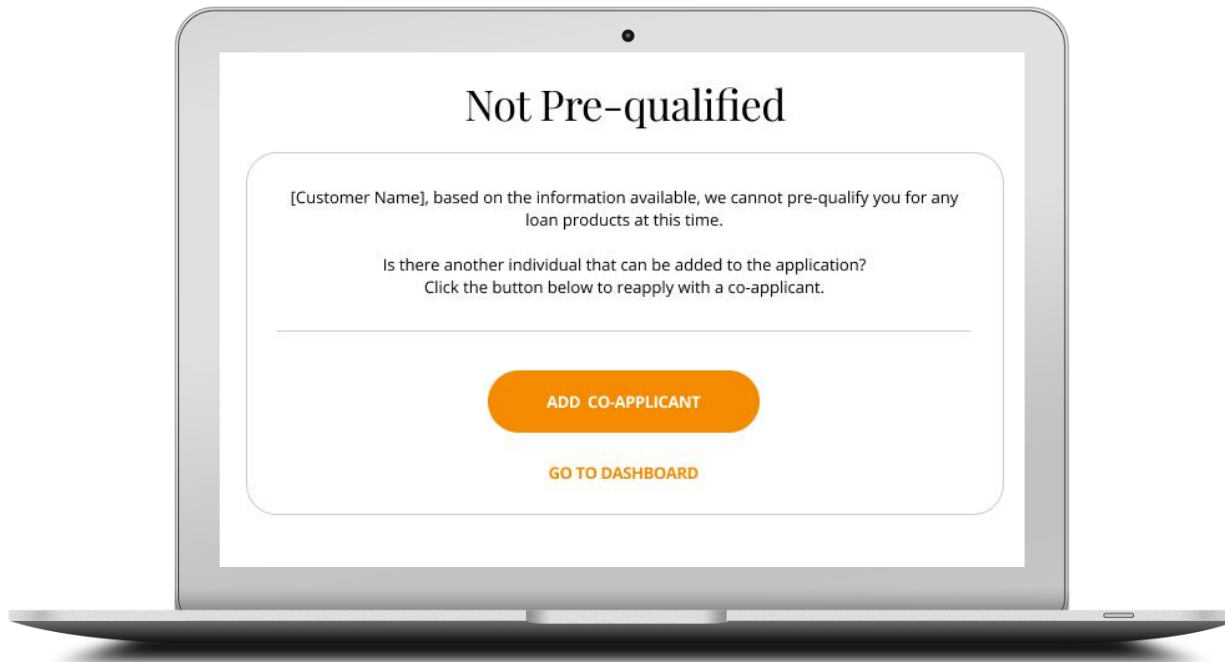 Not Pre-qualified
[Customer Name], based on the information available, we cannot pre-qualify you for any
loan products at this time.
Is there another individual that can be added to the application?
Click the button below to reapply with a co-applicant.
ADD CO-APPLICANT
GO TO DASHBOARD